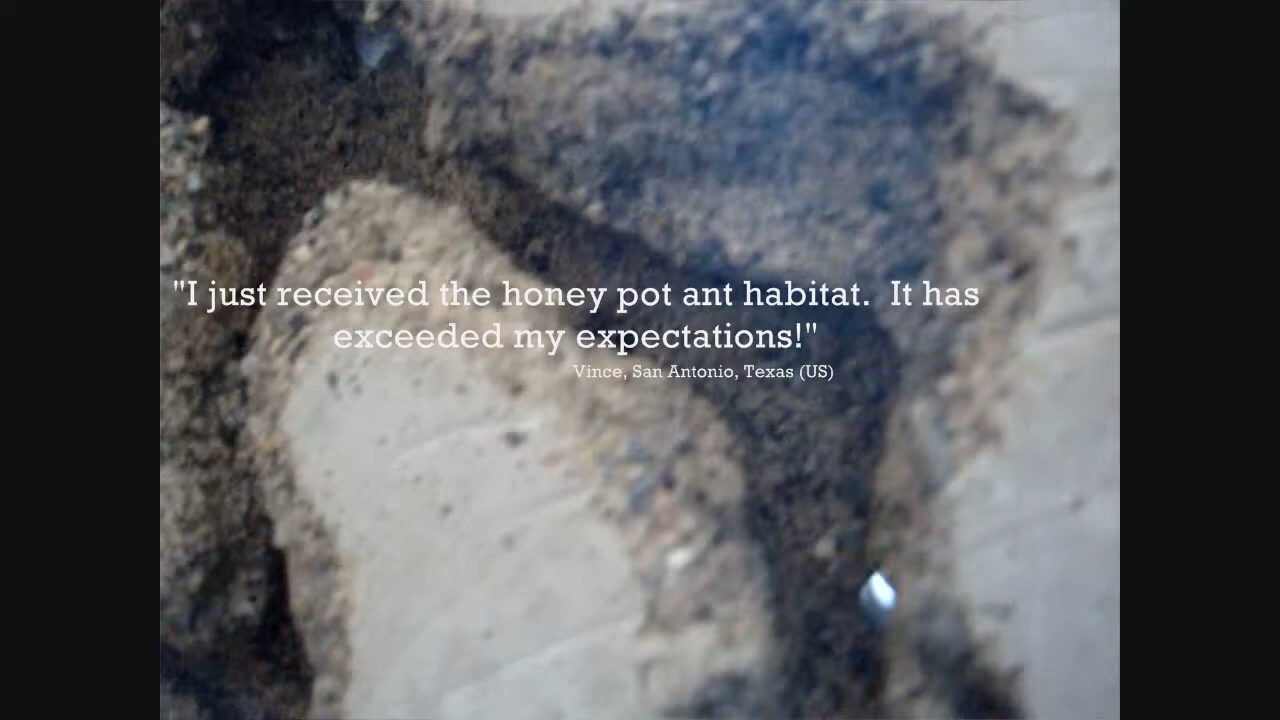 "I just received the honey pot ant habitat.  It has
exceeded my expectations!"
Vince, San Antonio, Texas (US)